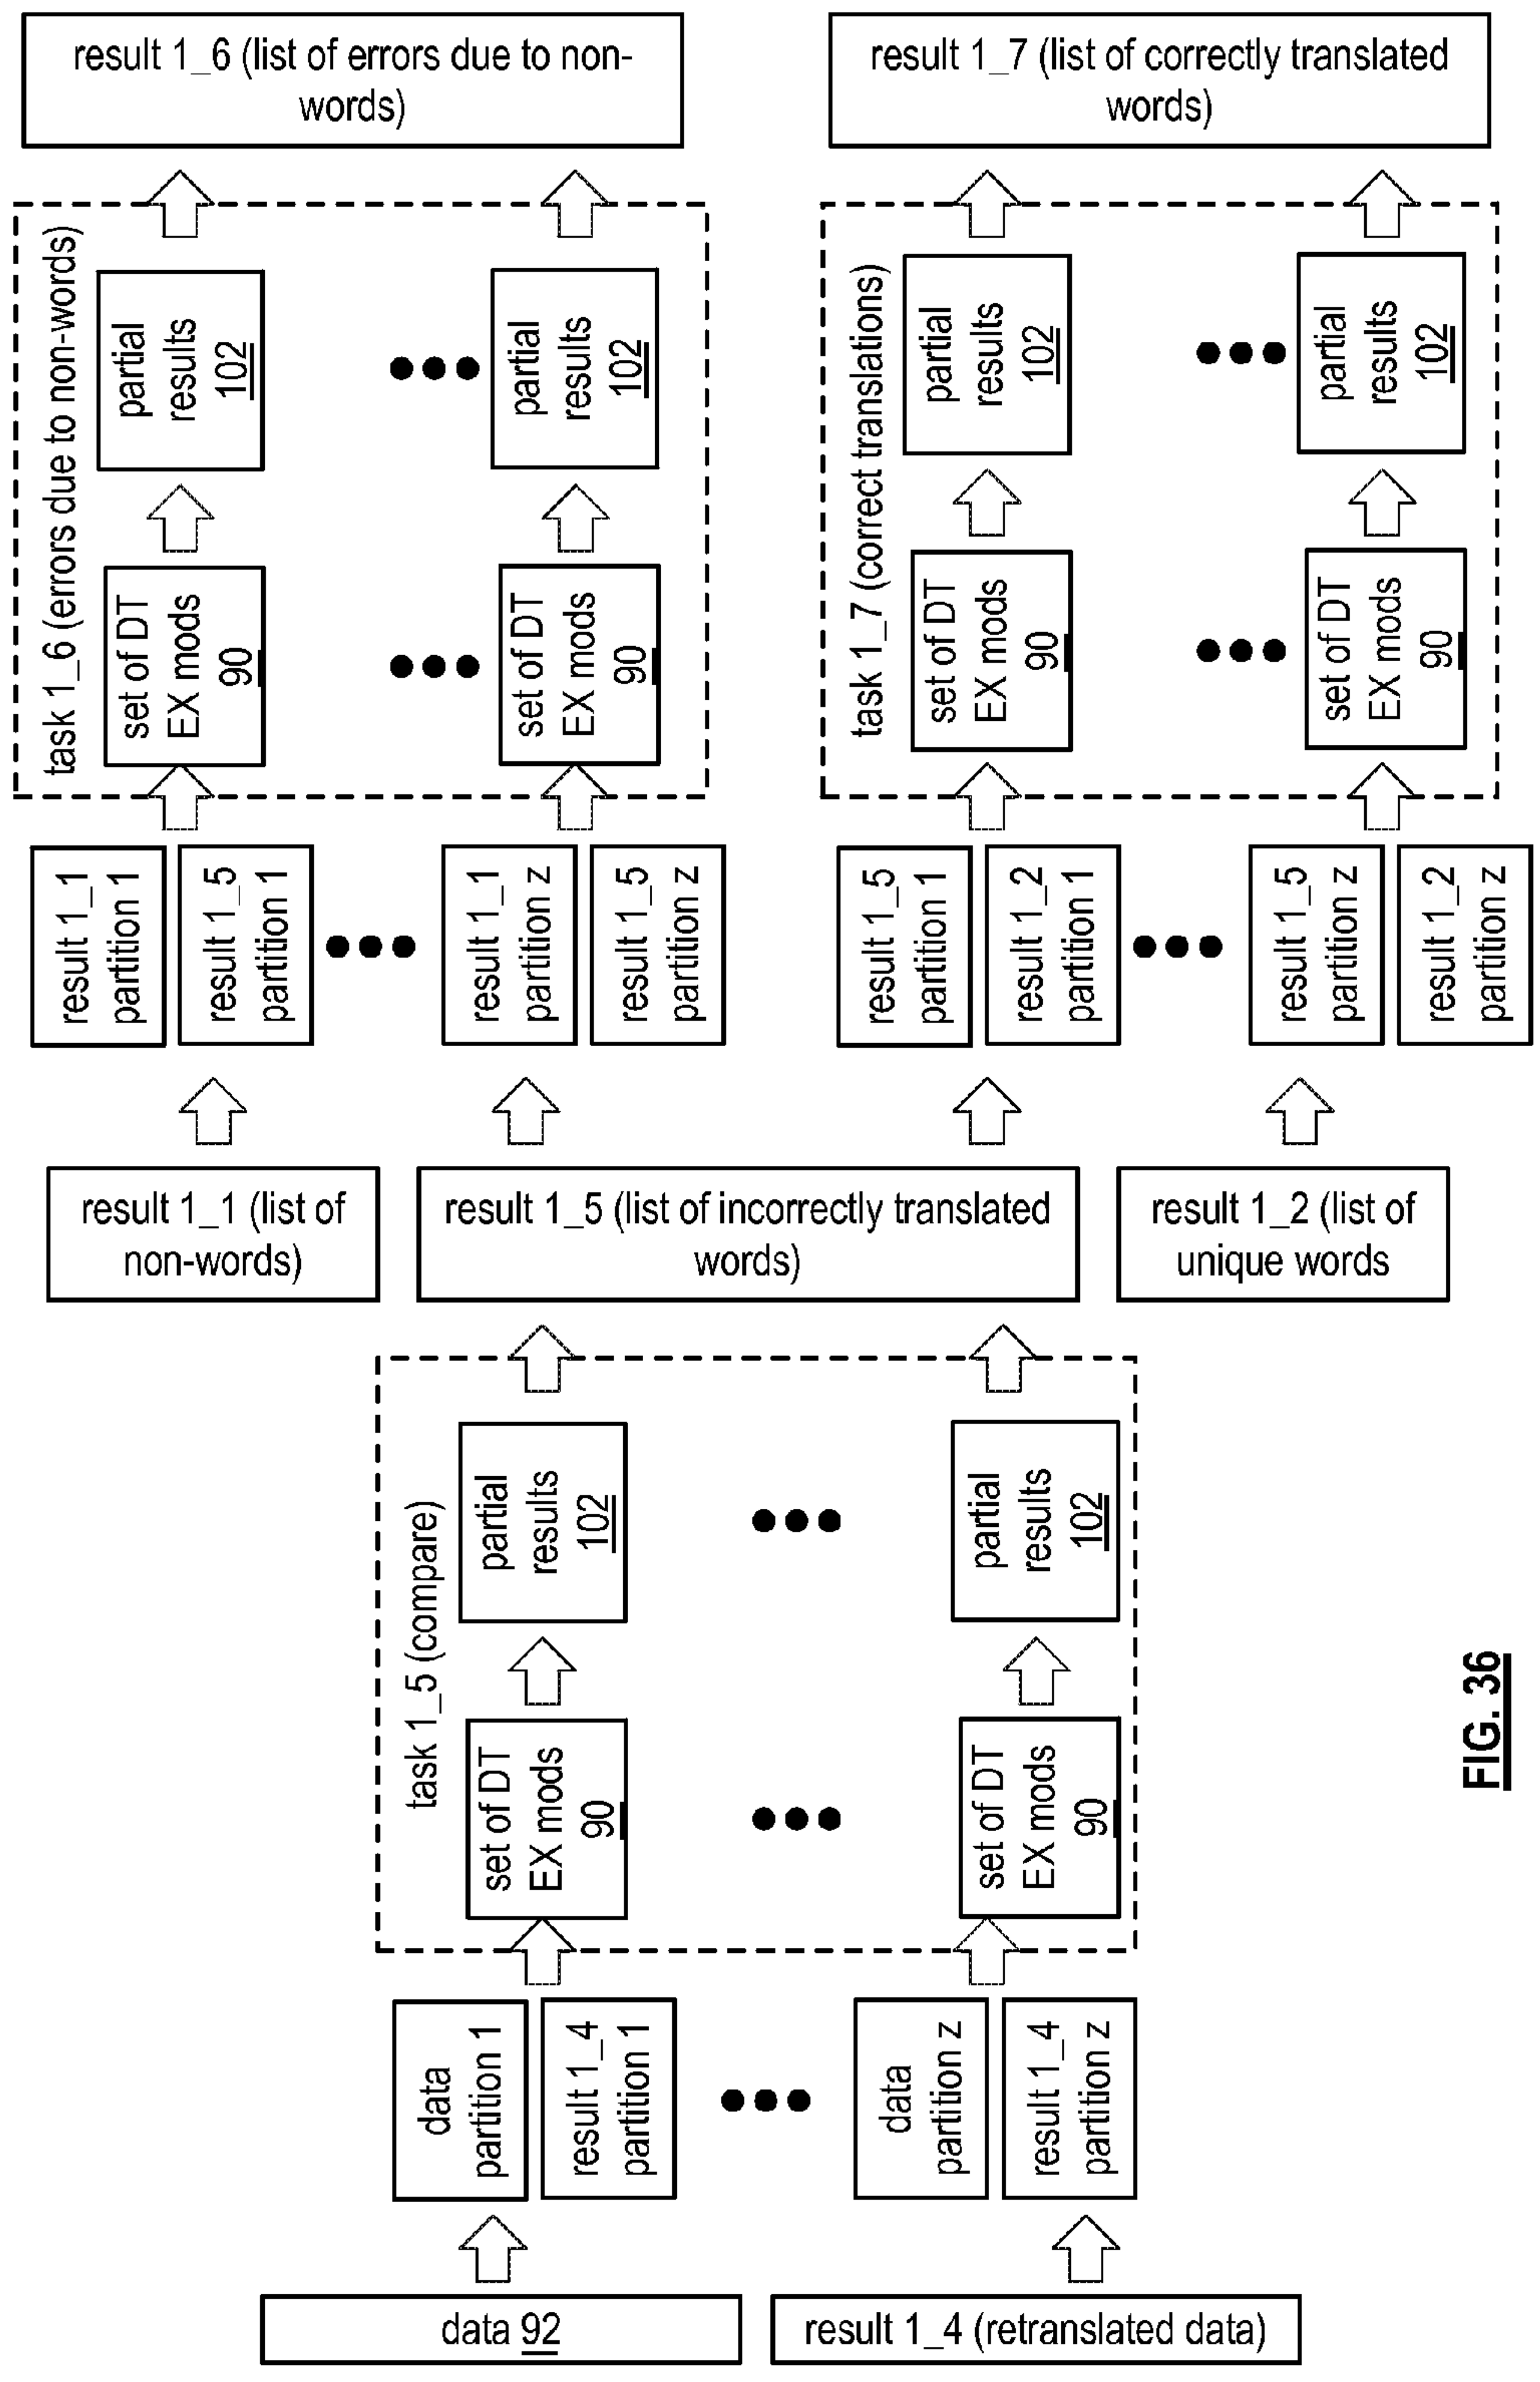 result 1_6 (list of errors due to non-
words)
result 1_7 (list of correctly translated
words)
task 1_6 (errors due to non-words)
partial
results
102
partial
results
102
set of DT
EX mods
90
set of DT
EX mods
90
task 1_7 (correct translations)
partial
results
102
partial
results
102
set of DT
EX mods
90
set of DT
EX mods
90
result 1_1
partition 1
result 1_5
partition 1
result 1_1
partition z
result 1_5
partition z
result 1_5
partition 1
result 1_2
partition 1
result 1_5
partition z
result 1_2
partition z
result 1_1 (list of
non-words)
result 1_5 (list of incorrectly translated
words)
result 1_2 (list of
unique words
task 1_5 (compare)
partial
results
102
partial
results
102
set of DT
EX mods
90
set of DT
EX mods
90
data
partition 1
result 1_4
partition 1
data
partition z
result 1_4
partition z
data 92
result 1_4 (retranslated data)
FIG. 36